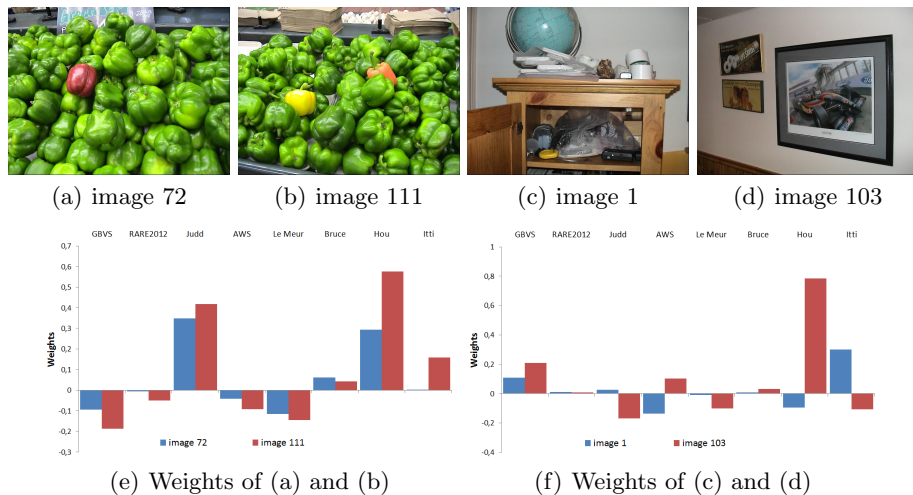 (a) image 72
(b) image 111
(c) image 1
(d) image 103
GBVS RARE2012 Judd AWS Le Meur Bruce Hou Itti
0,7
0,6
0,5
0,4
0,3
0,2
0,1
0
-0,1
-0,2
-0,3
Weights
image 72 image 111
(e) Weights of (a) and (b)
GBVS RARE2012 Judd AWS Le Meur Bruce Hou Itti
1
0,8
0,6
0,4
0,2
0
-0,2
-0,4
Weights
image 1 image 103
(f) Weights of (c) and (d)